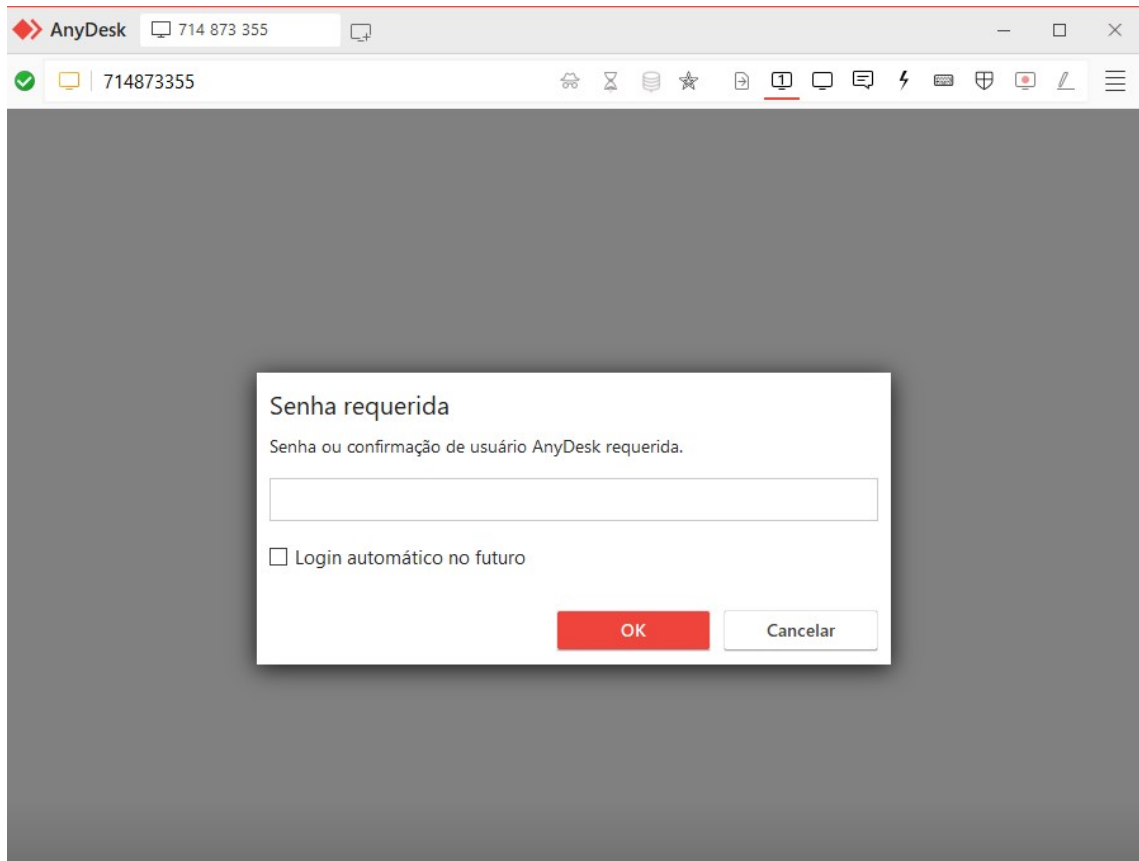 AnyDesk
714 873 355
714873355
1
Senha requerida
Senha ou confirmação de usuário AnyDesk requerida.
Login automático no futuro
OK
Cancelar